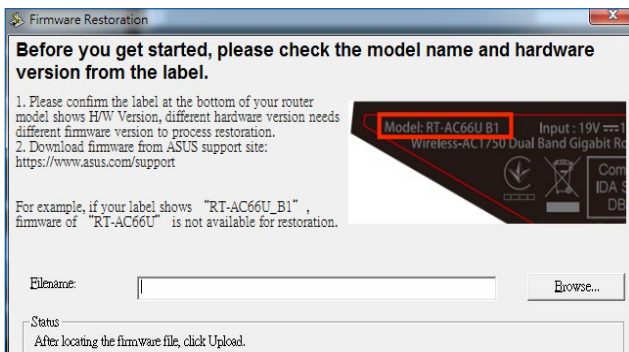 Firmware Restoration
Before you get started, please check the model name and hardware
version from the label.
1. Please confirm the label at the bottom of your router
model shows H/W Version, different hardware version needs
different firmware version to process restoration.
2. Download firmware from ASUS support site:
https://www.asus.com/support
For example, if your label shows “RT-AC66U_B1”,
firmware of “RT-AC66U” is not available for restoration.
Model: RT-AC66U B1 Input : 19V
Wireless-AC1750 Dual Band Gigabit
Com
IDA S
DB
Filename:
Browse...
Status
After locating the firmware file, click Upload.